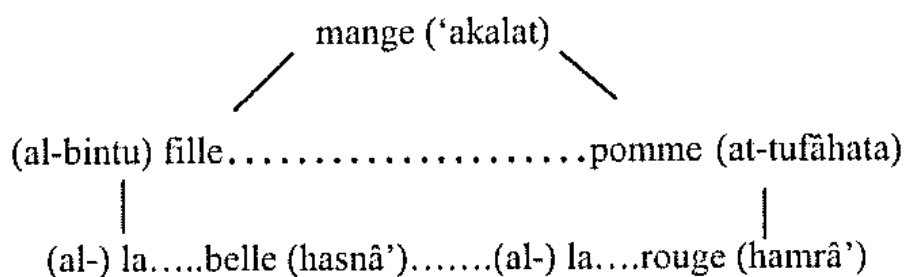 mange (‘akalat)
(al-bintu) fille.....................pomme (at-tufâhata)
(al-) la.....belle (hasnâ’).......(al-) la....rouge (hamrâ’)